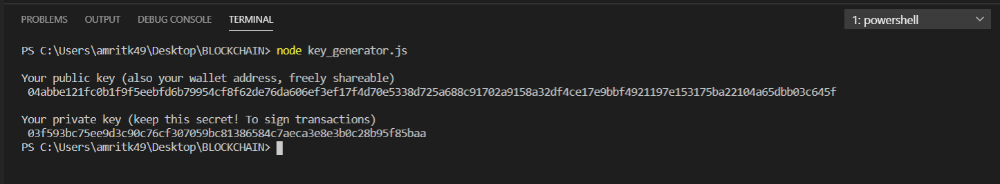 PROBLEMS OUTPUT DEBUG CONSOLE TERMINAL 1: powershell
PS C:\Users\amritk49\Desktop\BLOCKCHAIN> node key_generator.js
Your public key (also your wallet address, freely shareable)
04abbe121fc0b1f9f5eebfd6b79954cf8f62de76da606ef3ef17f4d70e5338d725a688c91702a9158a32df4ce17e9bbf4921197e153175ba22104a65dbb03c645f
Your private key (keep this secret! To sign transactions)
03f593bc75ee9d3c90c76cf307059bc81386584c7aeca3e8e3b0c28b95f85baa
PS C:\Users\amritk49\Desktop\BLOCKCHAIN>